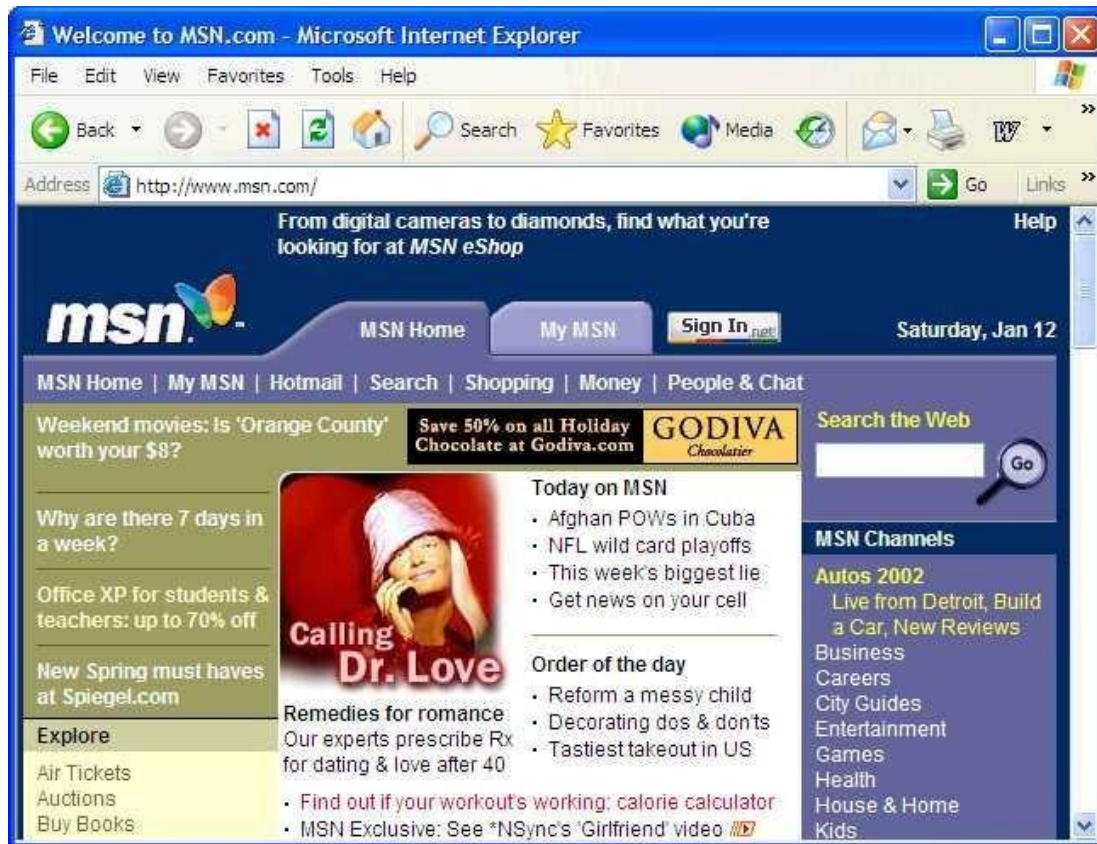 Welcome to MSN.com - Microsoft Internet Explorer
File Edit View Favorites Tools Help
Back Search Favorites Media W
Address http://www.msn.com/ Go Links
From digital cameras to diamonds, find what you're
looking for at MSN eShop
Help
msn
MSN Home My MSN Sign In .net Saturday, Jan 12
MSN Home | My MSN | Hotmail | Search | Shopping | Money | People & Chat
Weekend movies: Is 'Orange County'
worth your $8?
Save 50% on all Holiday
Chocolate at Godiva.com
GODIVA
Chocolatier
Search the Web
Go
Why are there 7 days in
a week?
Office XP for students &
teachers: up to 70% off
New Spring must haves
at Spiegel.com
Explore
Air Tickets
Auctions
Buy Books
Calling
Dr. Love
Remedies for romance
Our experts prescribe Rx
for dating & love after 40
Today on MSN
· Afghan POWs in Cuba
· NFL wild card playoffs
· This week's biggest lie
· Get news on your cell
Order of the day
· Reform a messy child
· Decorating dos & don'ts
· Tastiest takeout in US
· Find out if your workout's working: calorie calculator
· MSN Exclusive: See *NSync's 'Girlfriend' video
MSN Channels
Autos 2002
Live from Detroit, Build
a Car, New Reviews
Business
Careers
City Guides
Entertainment
Games
Health
House & Home
Kids